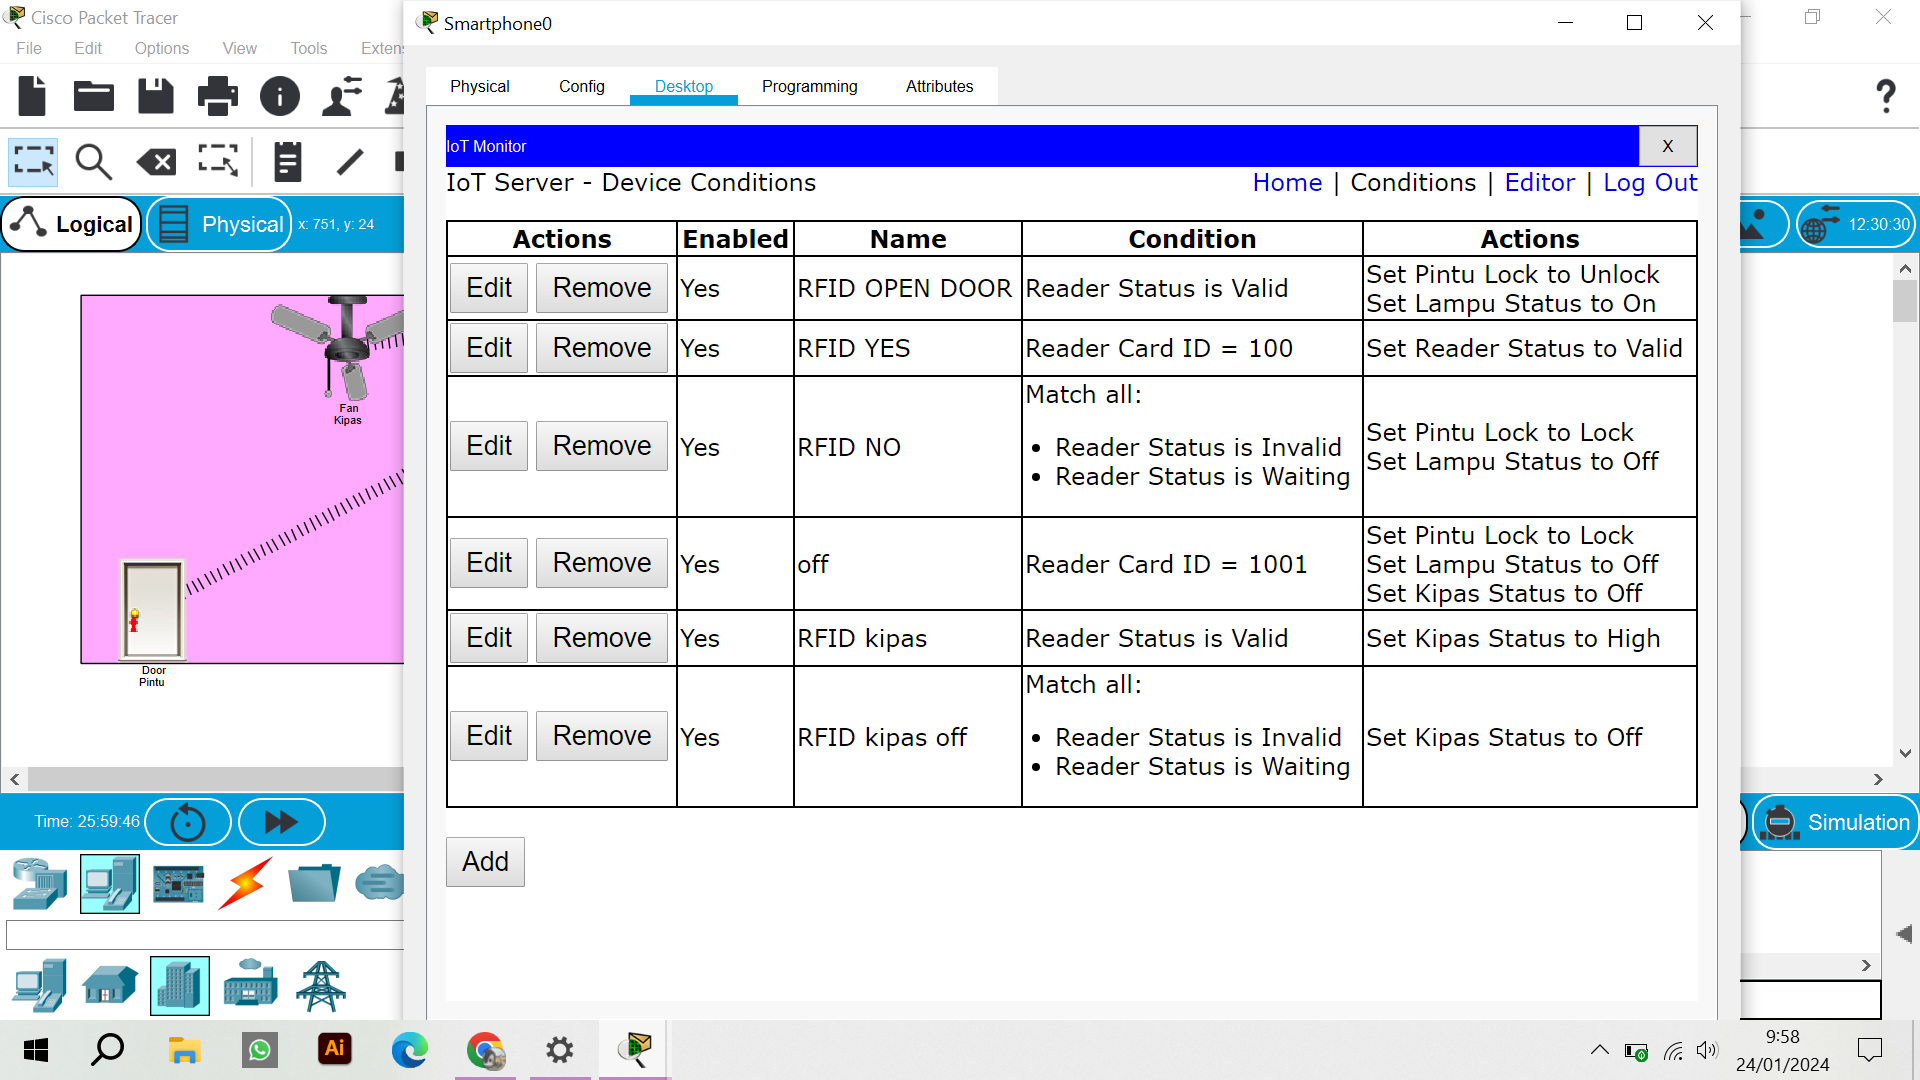 Cisco Packet Tracer
File Edit Options View Tools Exten
Logical
Physical
x: 751, y: 24
Fan
Kipas
Door
Pintu
Time: 25:59:46
Smartphone0
Physical Config Desktop Programming Attributes
IoT Monitor
X
IoT Server - Device Conditions
Home | Conditions | Editor | Log Out
Actions Enabled Name Condition Actions
Edit Remove Yes RFID OPEN DOOR Reader Status is Valid Set Pintu Lock to Unlock
Set Lampu Status to On
Edit Remove Yes RFID YES Reader Card ID = 100 Set Reader Status to Valid
Edit Remove Yes RFID NO Match all:
• Reader Status is Invalid
• Reader Status is Waiting
Set Pintu Lock to Lock
Set Lampu Status to Off
Edit Remove Yes off Reader Card ID = 1001 Set Pintu Lock to Lock
Set Lampu Status to Off
Set Kipas Status to Off
Edit Remove Yes RFID kipas Reader Status is Valid Set Kipas Status to High
Edit Remove Yes RFID kipas off Match all:
• Reader Status is Invalid
• Reader Status is Waiting
Set Kipas Status to Off
Add
?
12:30:30
Simulation
Ai
9:58
24/01/2024